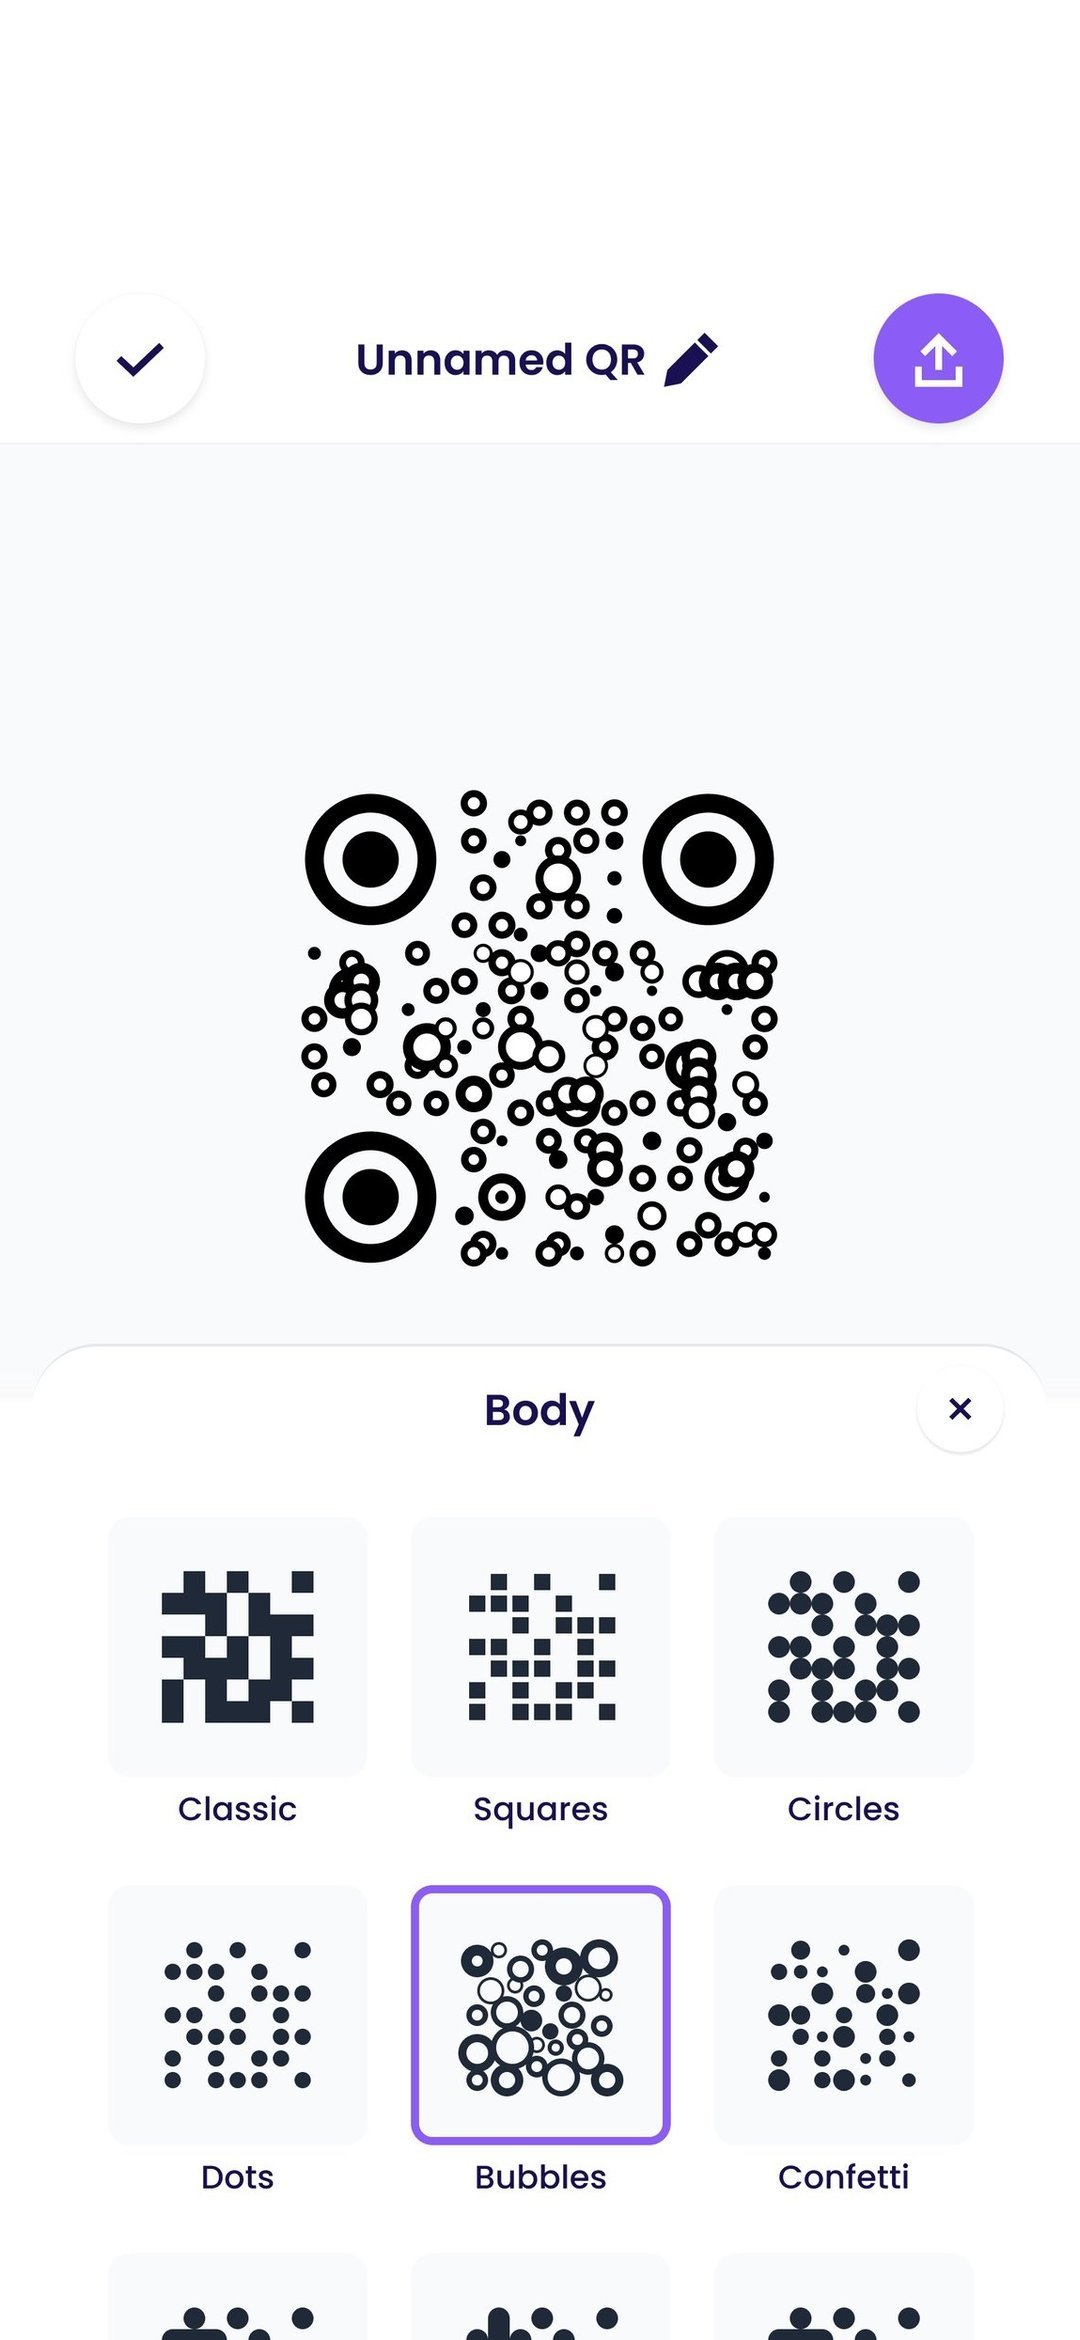 Unnamed QR
Body
Classic
Squares
Circles
Dots
Bubbles
Confetti